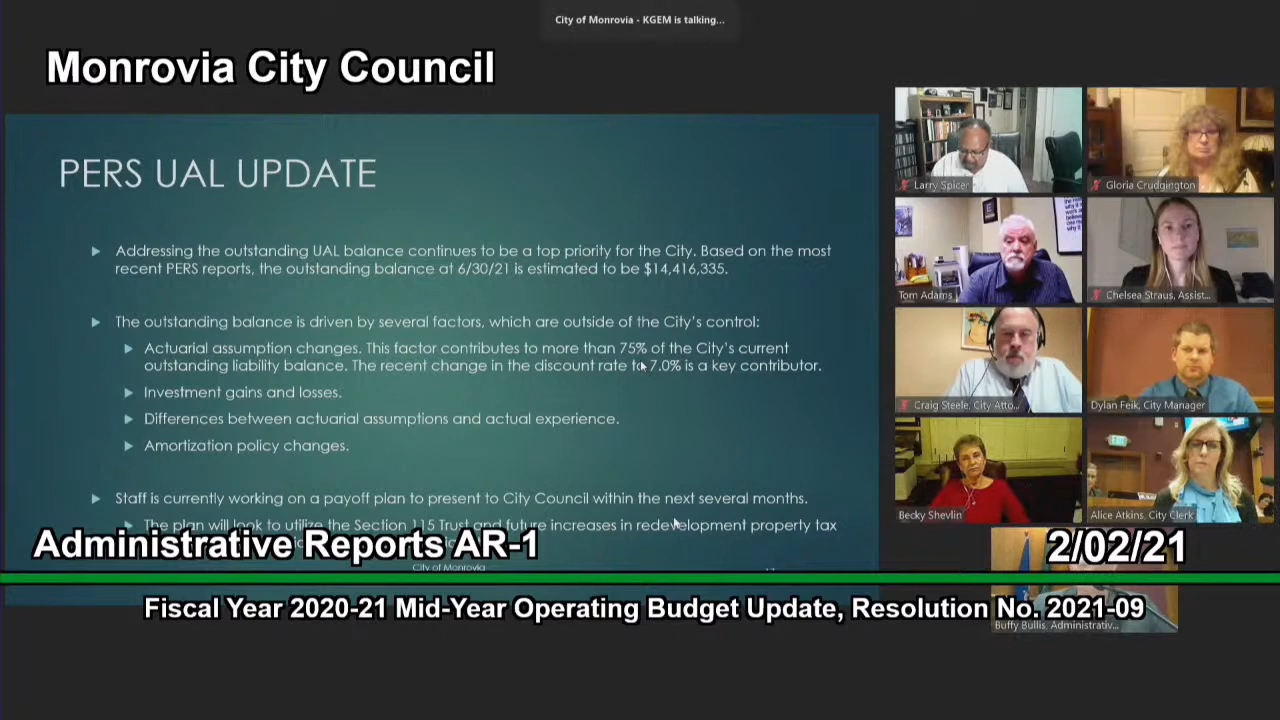 City of Monrovia - KGEM is talking...
Monrovia City Council
PERS UAL UPDATE
Addressing the outstanding UAL balance continues to be a top priority for the City. Based on the most
recent PERS reports, the outstanding balance at 6/30/21 is estimated to be $14,416,335.
The outstanding balance is driven by several factors, which are outside of the City's control:
Actuarial assumption changes. This factor contributes to more than 75% of the City's current
outstanding liability balance. The recent change in the discount rate to 7.0% is a key contributor.
Investment gains and losses.
Differences between actuarial assumptions and actual experience.
Amortization policy changes.
Staff is currently working on a payoff plan to present to City Council within the next several months.
The plan will look to utilize the Section 115 Trust and future increases in redevelopment property tax
City of Monrovia
Larry Spicer
Gloria Crudgington
Tom Adams
Chelsea Straus, Assist...
Craig Steele, City Atto...
Dylan Feik, City Manager
Becky Shevlin
Alice Atkins, City Clerk
Administrative Reports AR-1
2/02/21
Fiscal Year 2020-21 Mid-Year Operating Budget Update, Resolution No. 2021-09
Buffy Bullis, Administrativ...